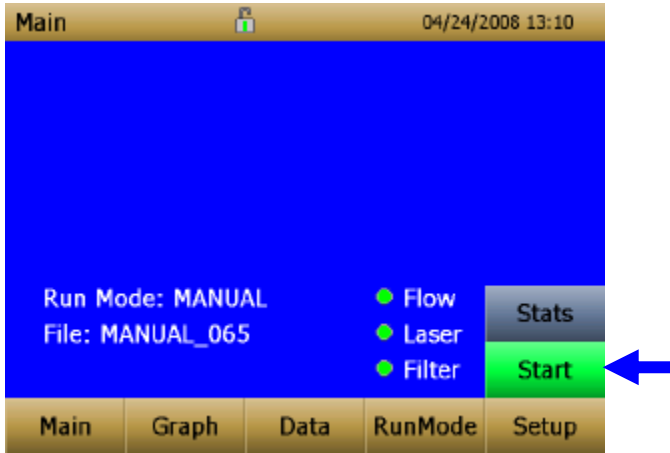 Main 04/24/2008 13:10
Run Mode: MANUAL
File: MANUAL_065
Flow
Laser
Filter
Stats
Start
Main Graph Data RunMode Setup